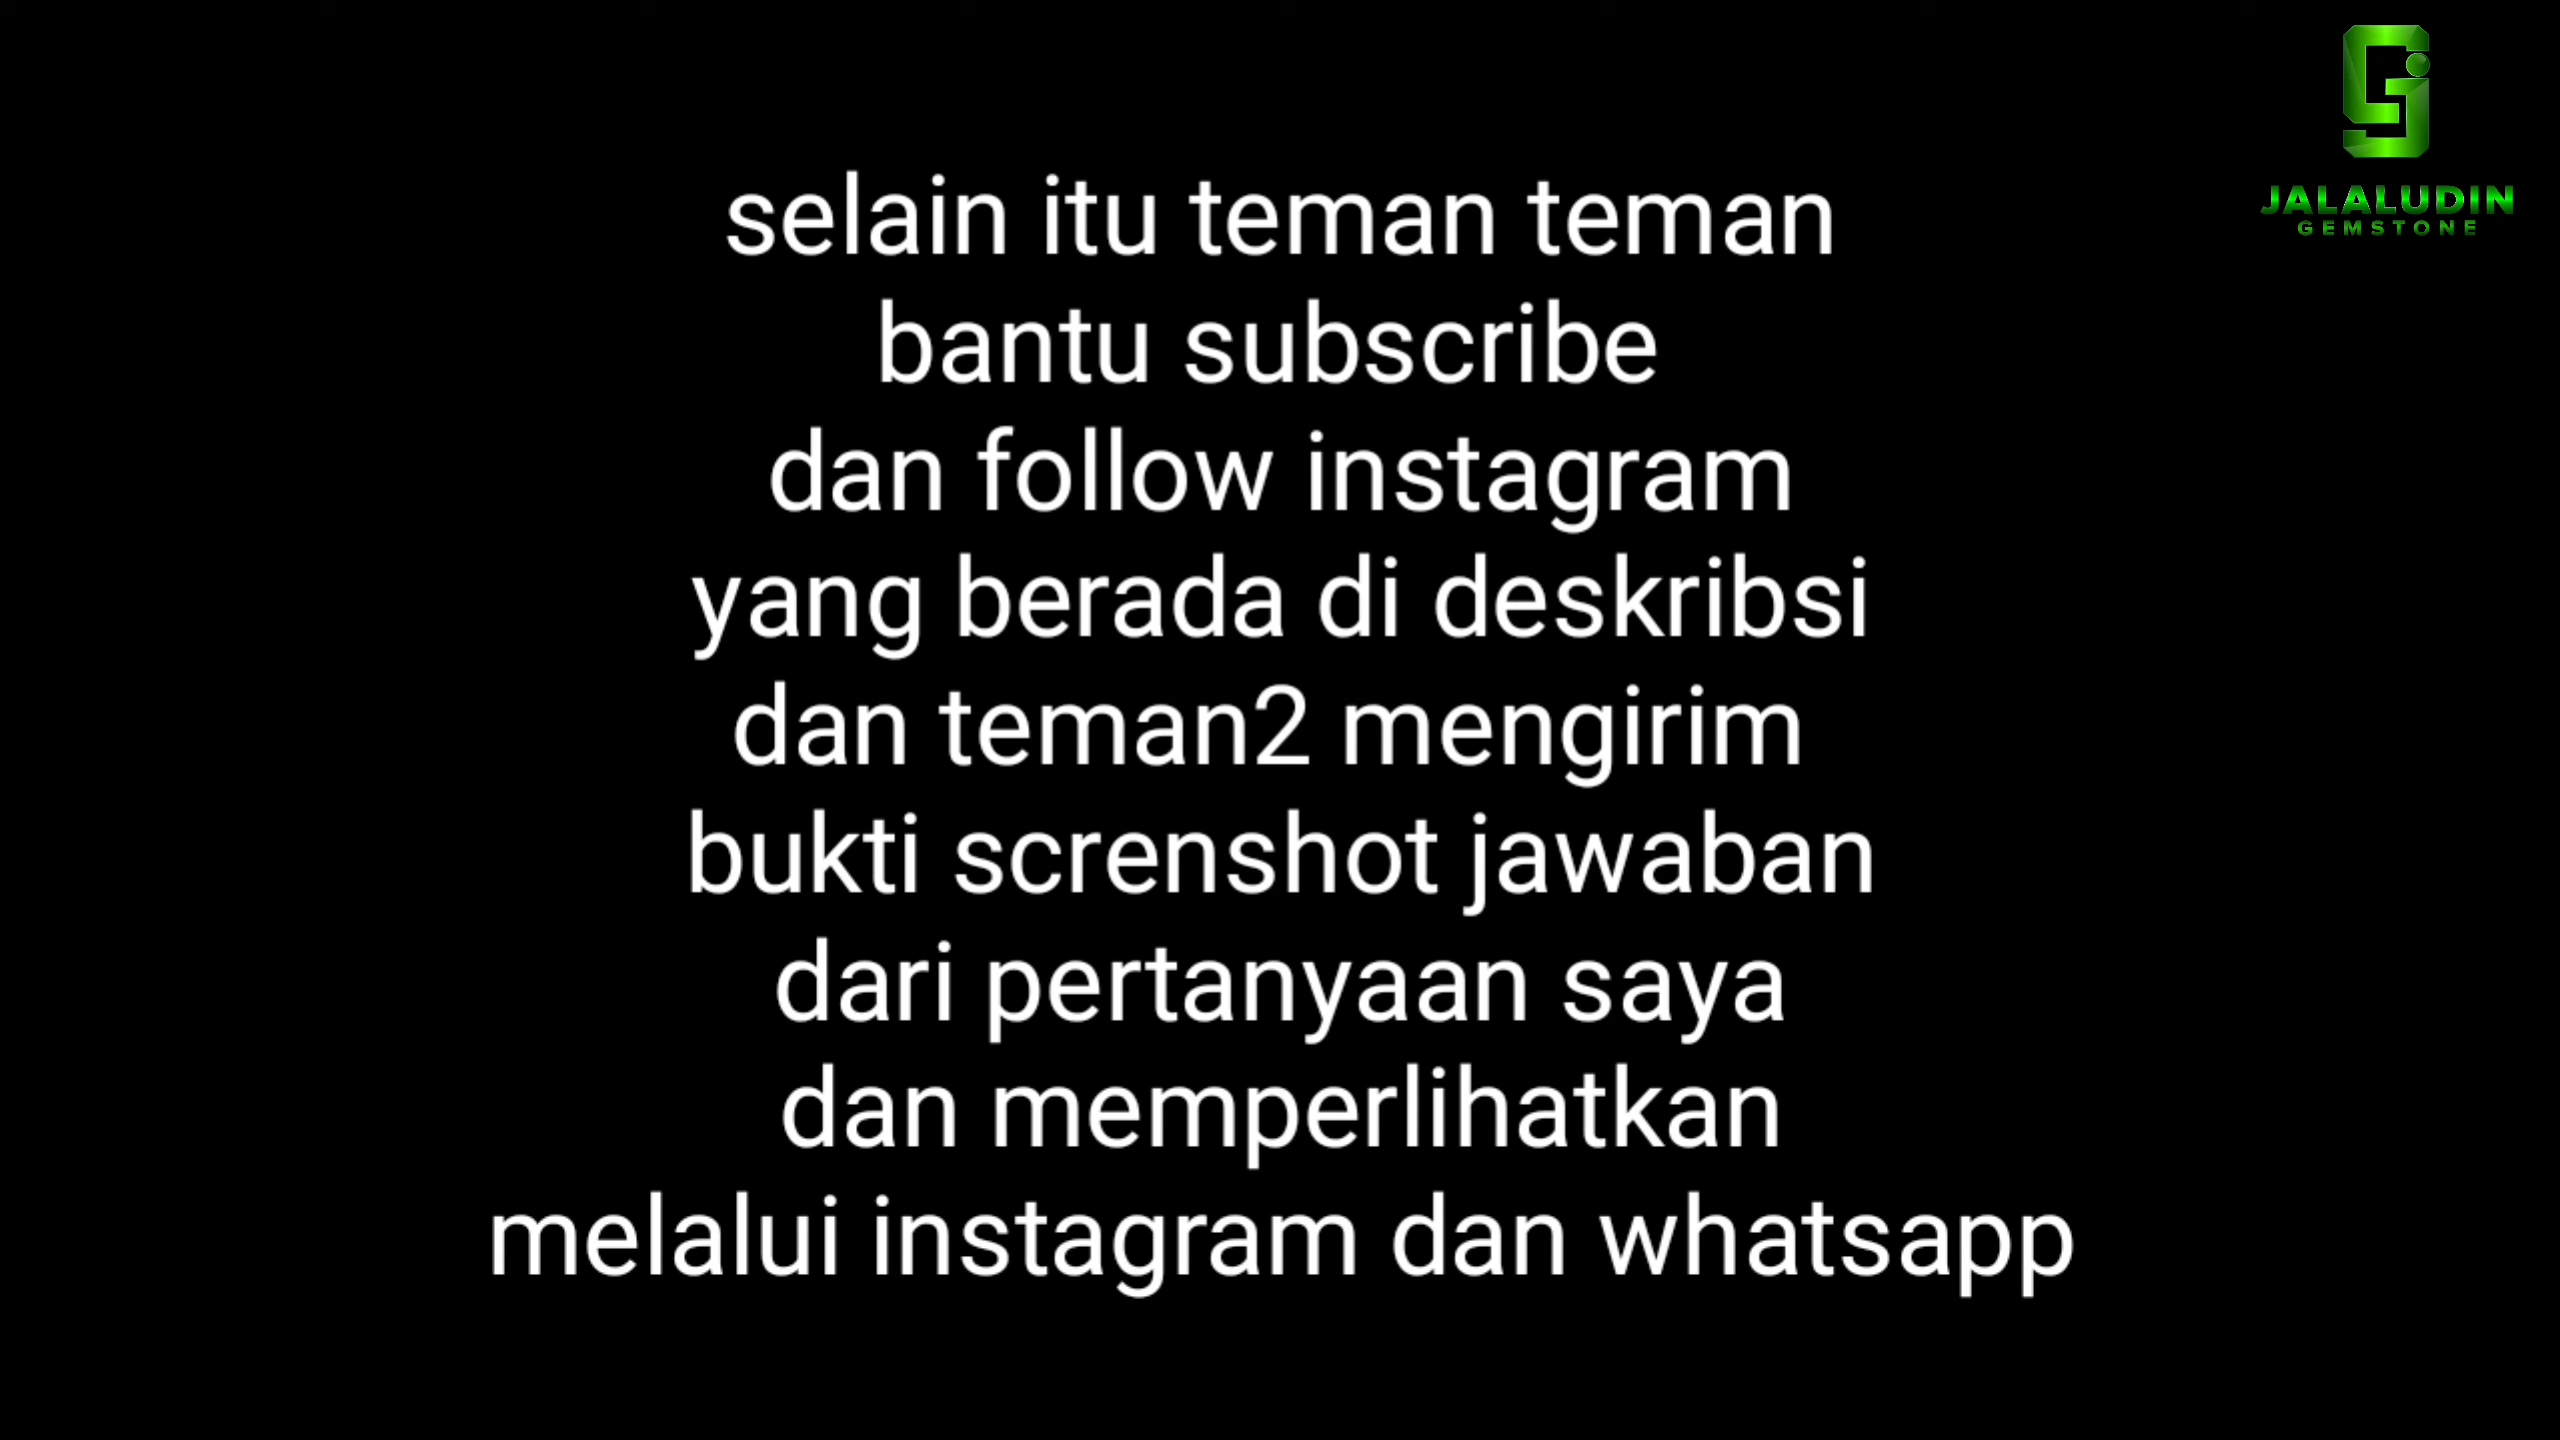 selain itu teman teman
bantu subscribe
dan follow instagram
yang berada di deskribsi
dan teman2 mengirim
bukti screnshot jawaban
dari pertanyaan saya
dan memperlihatkan
melalui instagram dan whatsapp
JALALUDIN
GEMSTONE